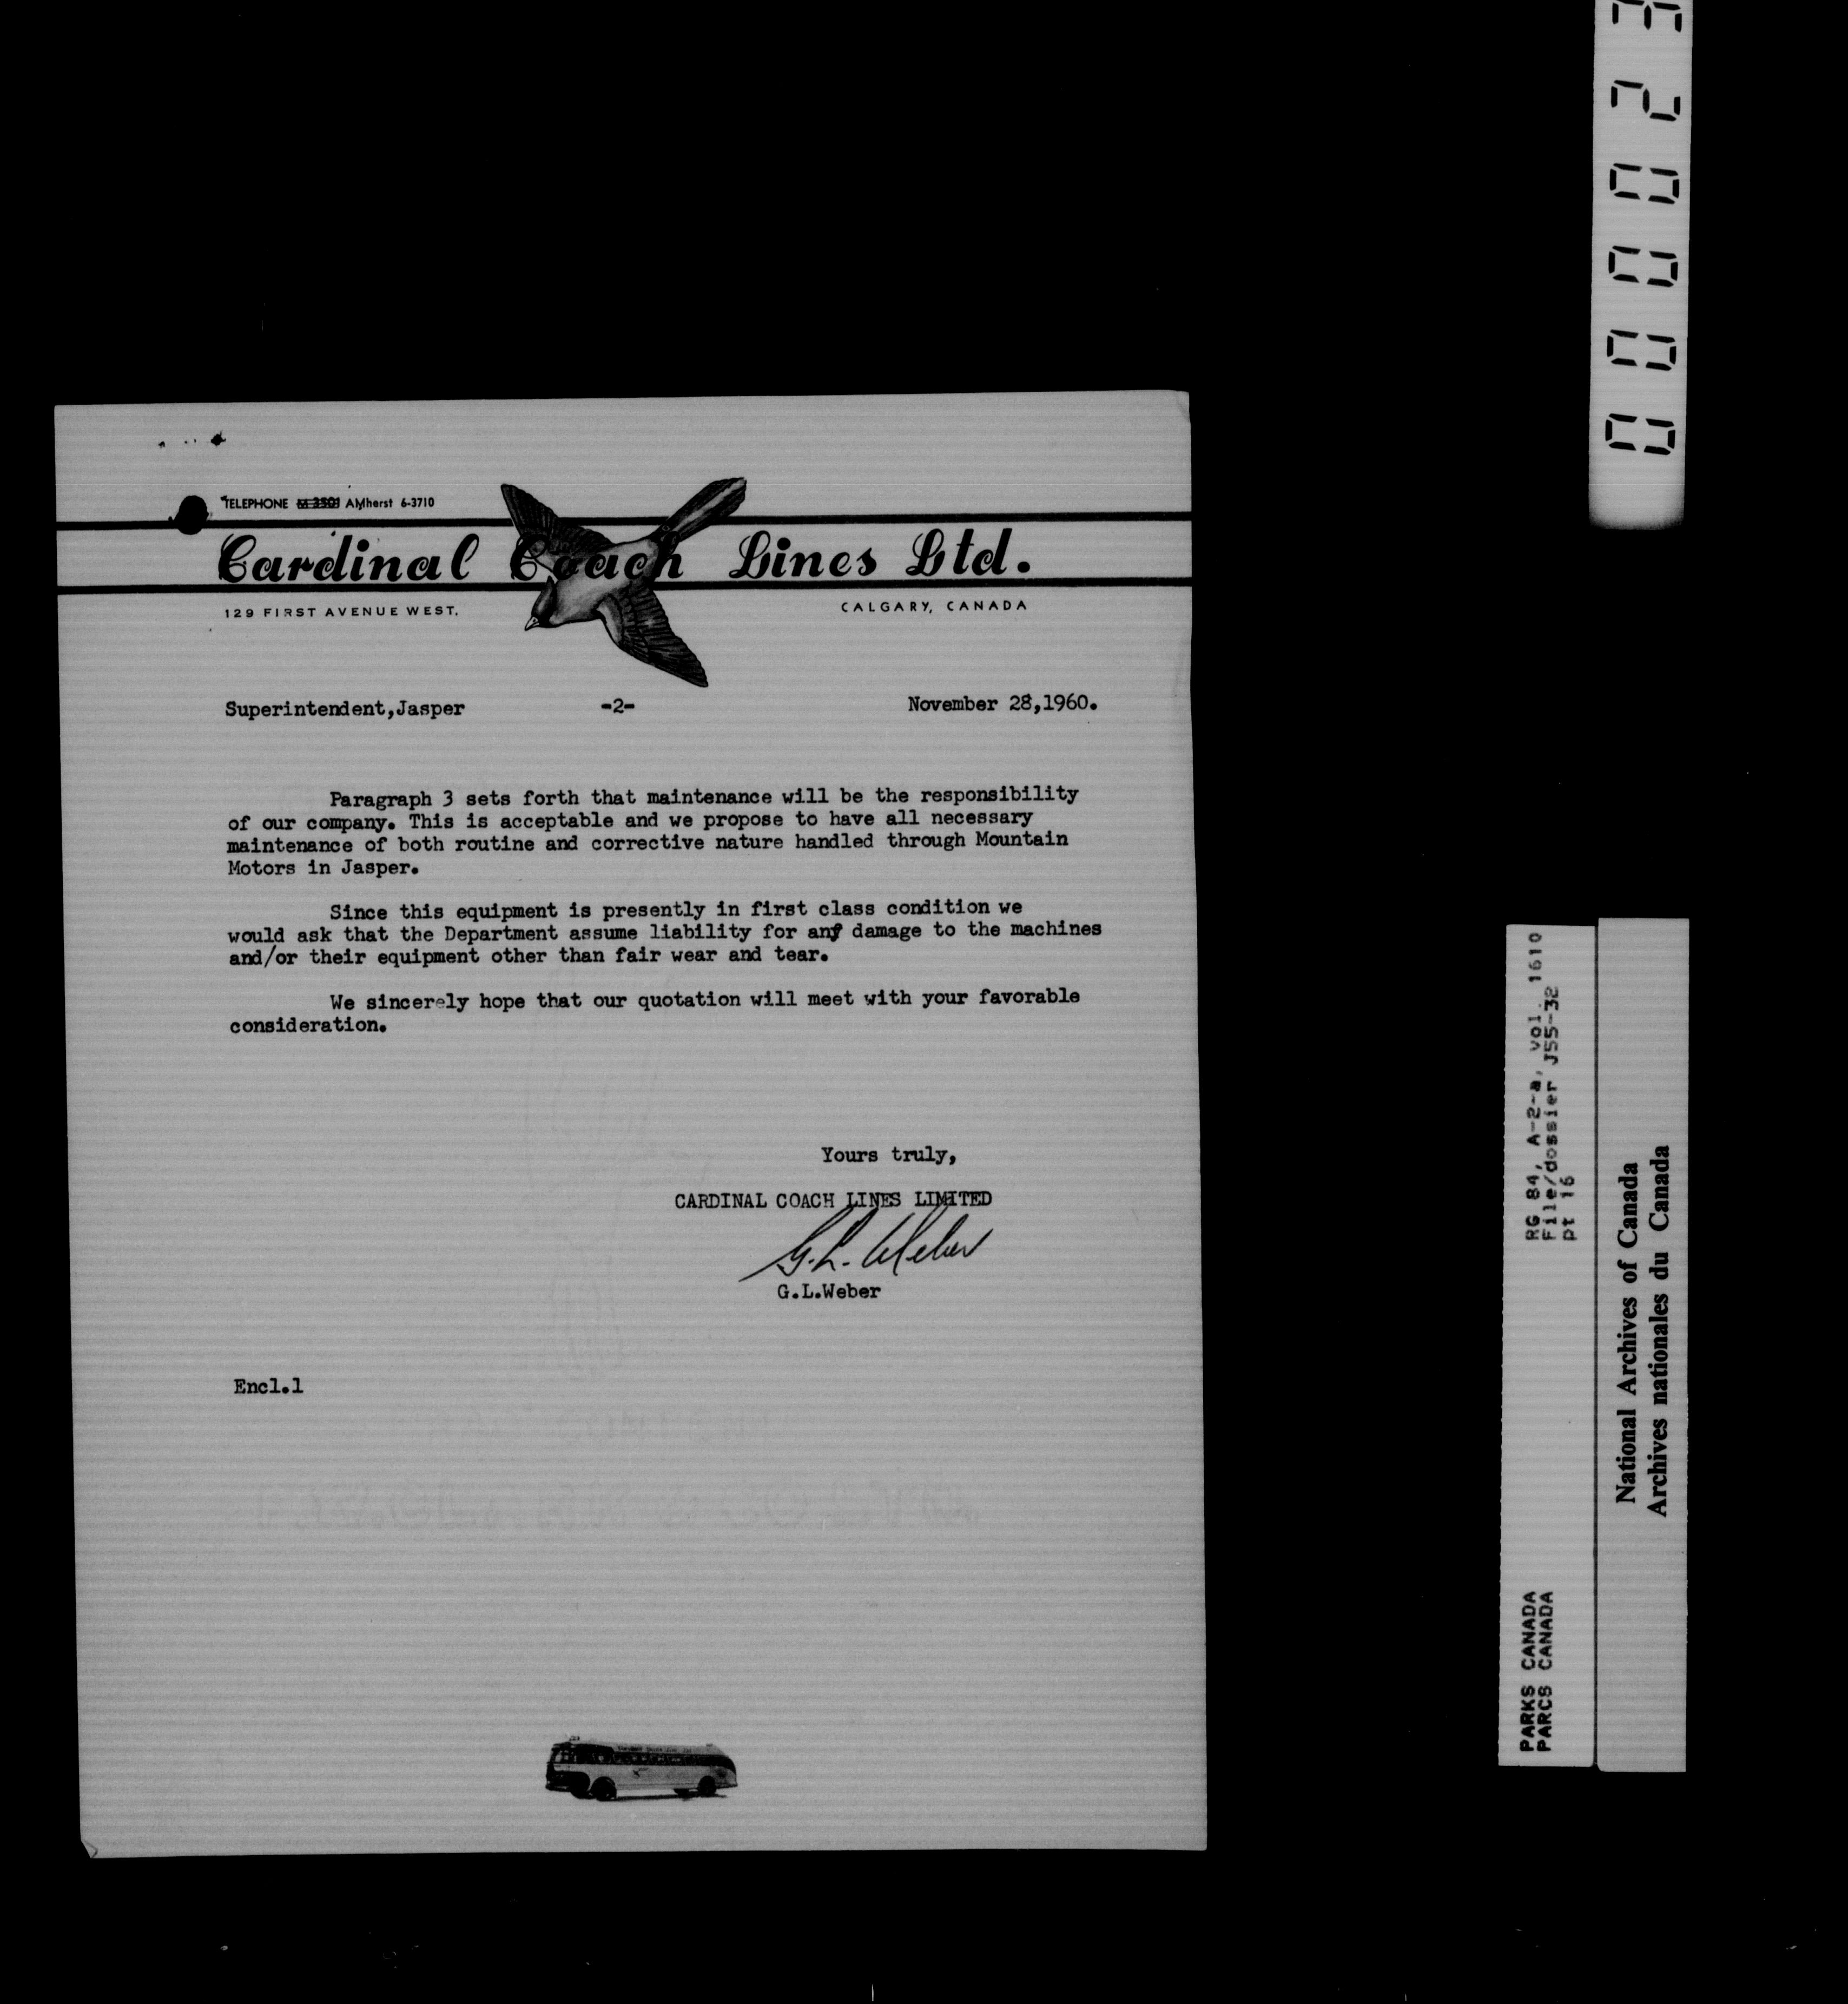 TELEPHONE M 3501 AMherst 6-3710
Cardinal Coach Lines Ltd.
129 FIRST AVENUE WEST.
CALGARY, CANADA
Superintendent,Jasper -2- November 28,1960.
Paragraph 3 sets forth that maintenance will be the responsibility
of our company. This is acceptable and we propose to have all necessary
maintenance of both routine and corrective nature handled through Mountain
Motors in Jasper.
Since this equipment is presently in first class condition we
would ask that the Department assume liability for any damage to the machines
and/or their equipment other than fair wear and tear.
We sincerely hope that our quotation will meet with your favorable
consideration.
Yours truly,
CARDINAL COACH LINES LIMITED
G.L. Weber
G.L.Weber
Encl.1
PARKS CANADA
PARCS CANADA
RG 84, A-2-a, vol. 1610
File/dossier J55-32
pt 16
National Archives of Canada
Archives nationales du Canada